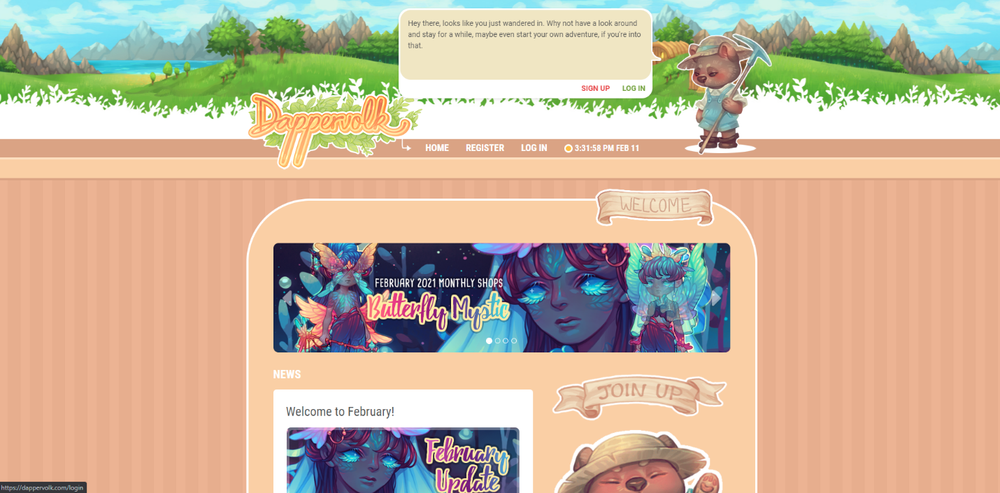 Hey there, looks like you just wandered in. Why not have a look around
and stay for a while, maybe even start your own adventure, if you're into
that.
SIGN UP LOG IN
Dappervolk
HOME REGISTER LOG IN 3:31:58 PM FEB 11
WELCOME
FEBRUARY 2021 MONTHLY SHOPS
Butterfly Mystic
NEWS
JOIN UP
Welcome to February!
February
Update
https://dappervolk.com/login